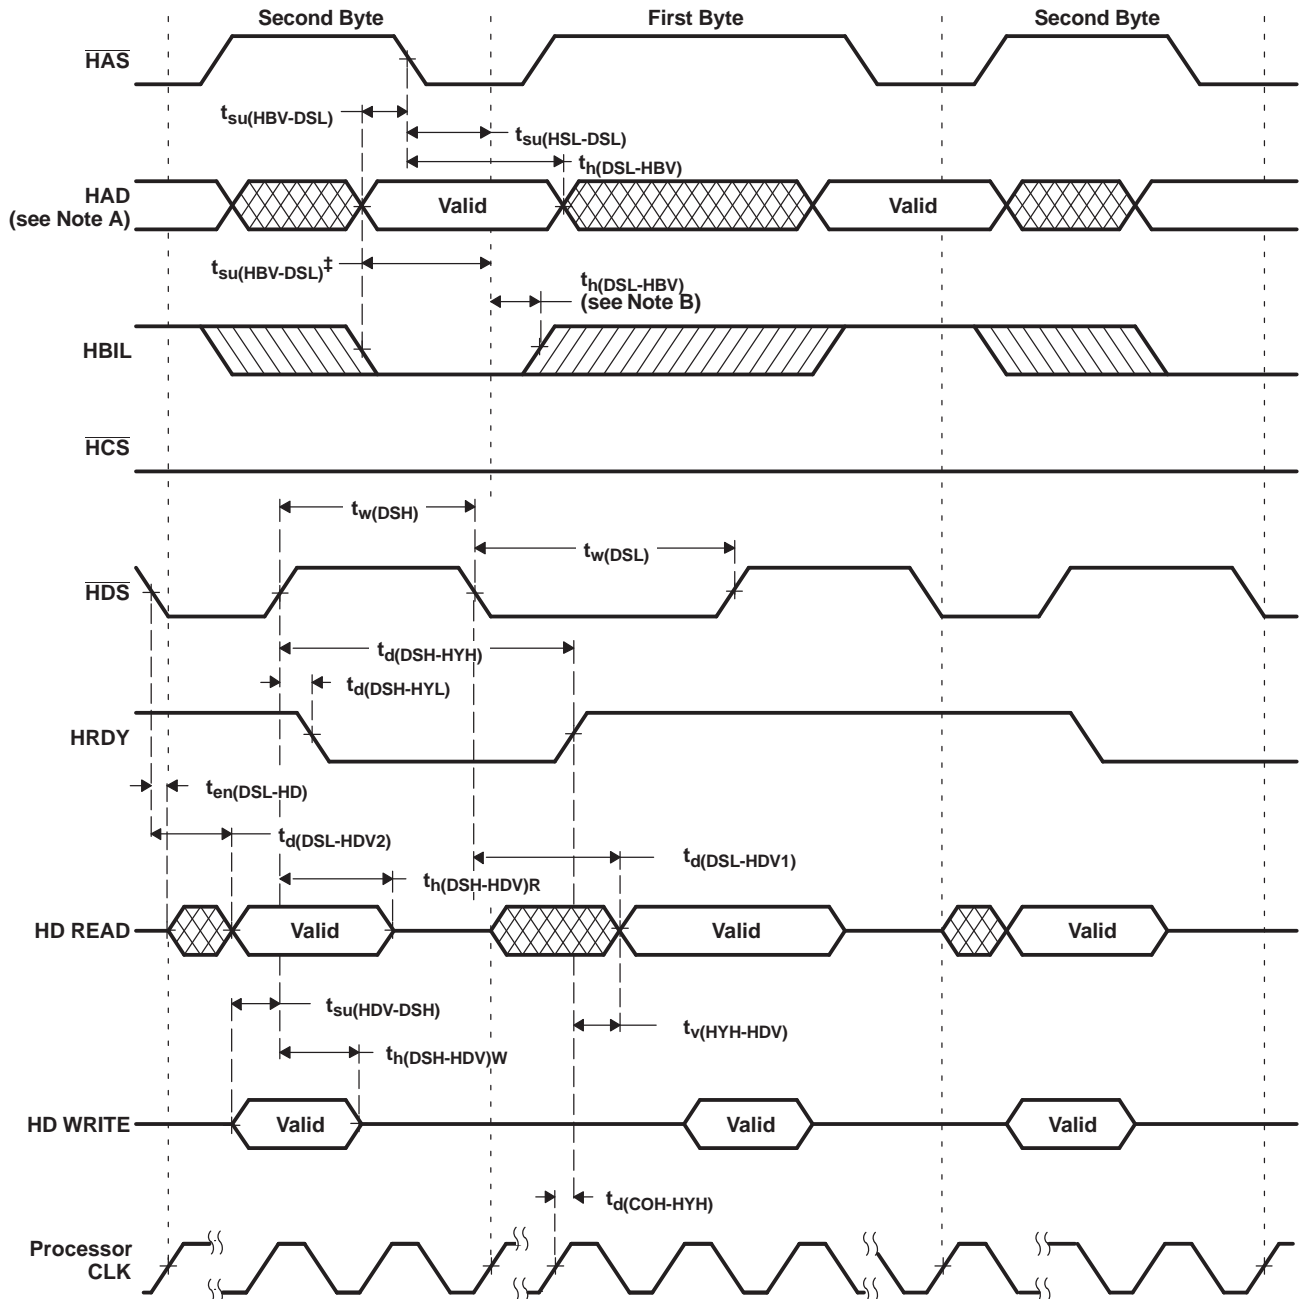 Second Byte First Byte Second Byte
HAS
tsu(HBV-DSL)
tsu(HSL-DSL)
th(DSL-HBV)
HAD
(see Note A)
Valid Valid
tsu(HBV-DSL)‡
th(DSL-HBV)
(see Note B)
HBIL
HCS
tw(DSH)
tw(DSL)
HDS
td(DSH-HYH)
td(DSH-HYL)
HRDY
ten(DSL-HD)
td(DSL-HDV2)
td(DSL-HDV1)
th(DSH-HDV)R
HD READ Valid Valid Valid
tsu(HDV-DSH)
tv(HYH-HDV)
th(DSH-HDV)W
HD WRITE Valid Valid Valid
td(COH-HYH)
Processor
CLK